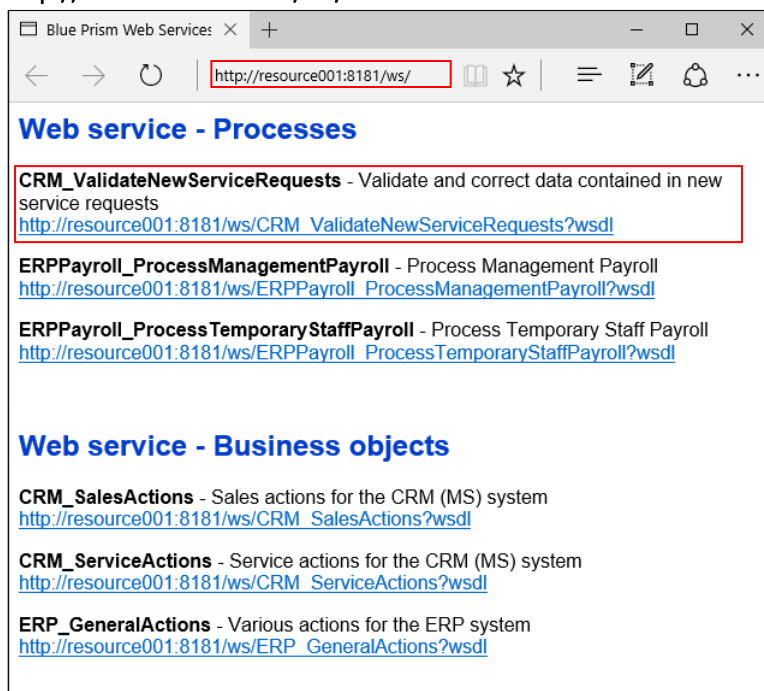 Blue Prism Web Services
http://resource001:8181/ws/
Web service - Processes
CRM_ValidateNewServiceRequests - Validate and correct data contained in new
service requests
http://resource001:8181/ws/CRM_ValidateNewServiceRequests?wsdl
ERPPayroll_ProcessManagementPayroll - Process Management Payroll
http://resource001:8181/ws/ERPPayroll_ProcessManagementPayroll?wsdl
ERPPayroll_ProcessTemporaryStaffPayroll - Process Temporary Staff Payroll
http://resource001:8181/ws/ERPPayroll_ProcessTemporaryStaffPayroll?wsdl
Web service - Business objects
CRM_SalesActions - Sales actions for the CRM (MS) system
http://resource001:8181/ws/CRM_SalesActions?wsdl
CRM_ServiceActions - Service actions for the CRM (MS) system
http://resource001:8181/ws/CRM_ServiceActions?wsdl
ERP_GeneralActions - Various actions for the ERP system
http://resource001:8181/ws/ERP_GeneralActions?wsdl